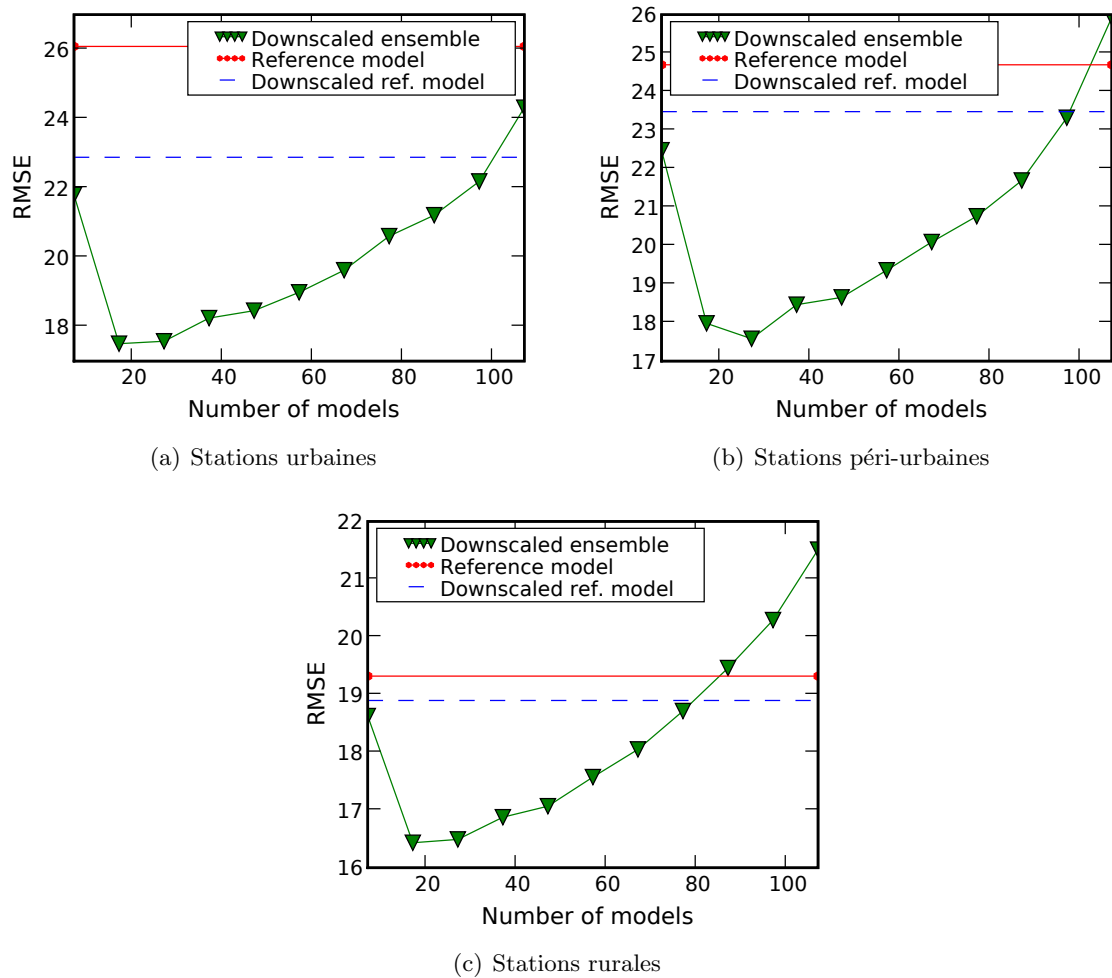 26
24
22
20
18
RMSE
Downscaled ensemble
Reference model
Downscaled ref. model
20 40 60 80 100
Number of models
(a) Stations urbaines
26
25
24
23
22
21
20
19
18
17
RMSE
Downscaled ensemble
Reference model
Downscaled ref. model
20 40 60 80 100
Number of models
(b) Stations péri-urbaines
22
21
20
19
18
17
16
RMSE
Downscaled ensemble
Reference model
Downscaled ref. model
20 40 60 80 100
Number of models
(c) Stations rurales